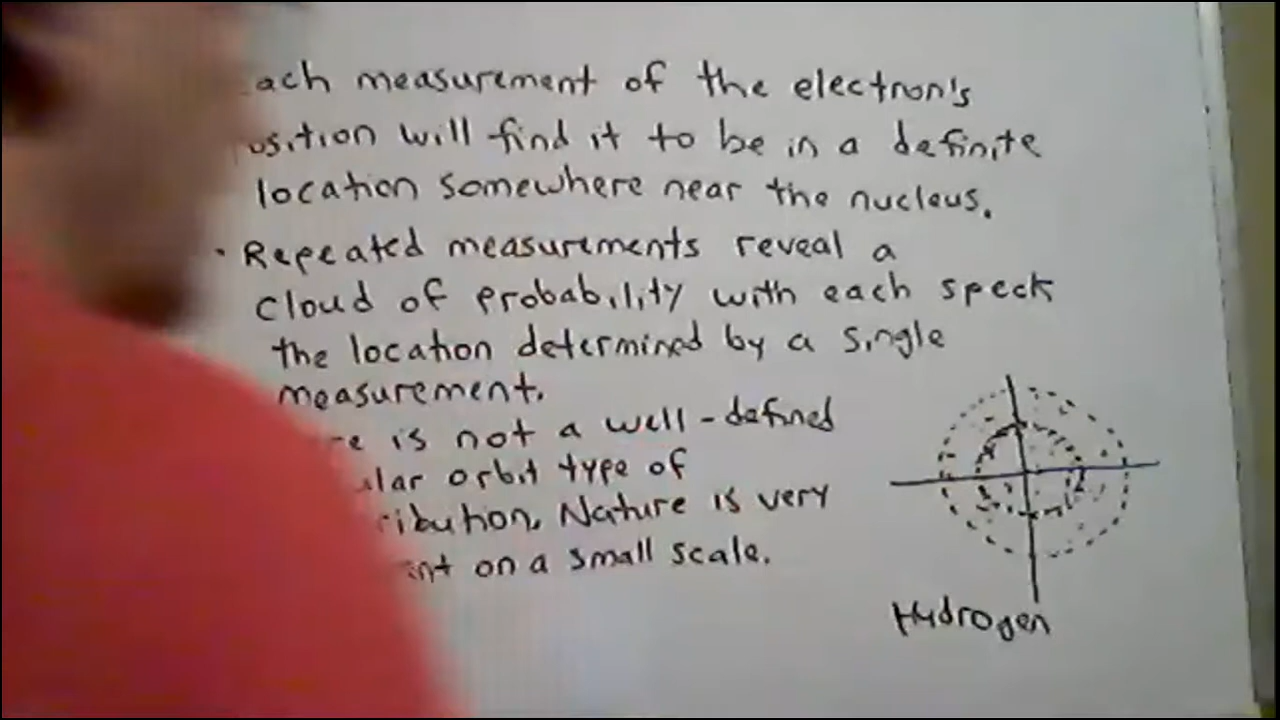 ach measurement of the electron's
osition will find it to be in a definite
location somewhere near the nucleus.
• Repeated measurements reveal a
cloud of probability with each speck
the location determined by a single
measurement.
re is not a well-defined
ular orbit type of
ribution. Nature is very
nt on a small scale.
Hydrogen